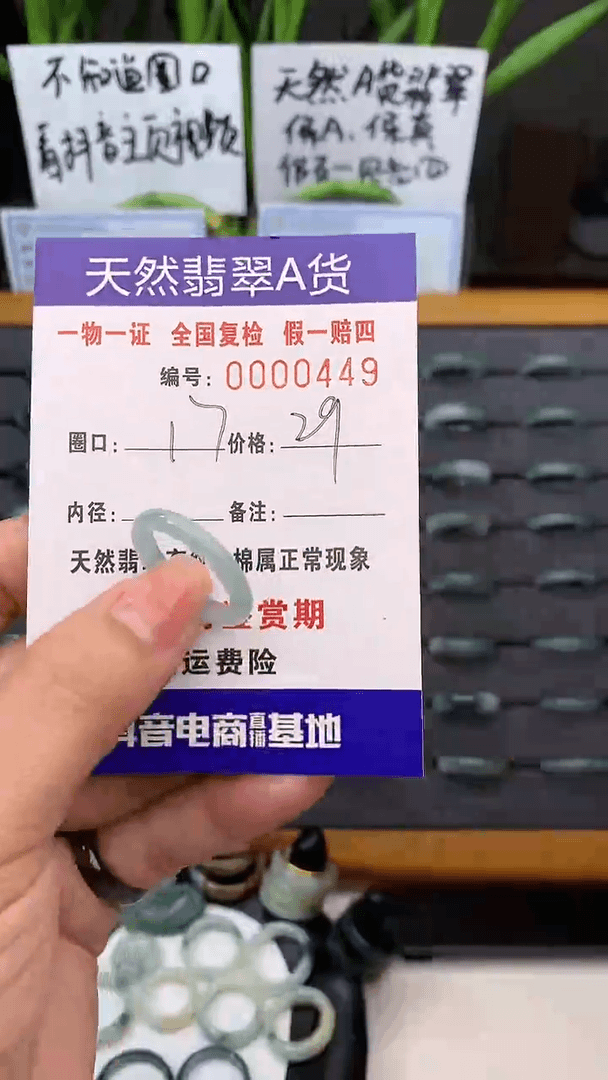 不知道圈口
看抖音主页视频
天然A货翡翠
保A、保真
假一赔四
天然翡翠A货
一物一证 全国复检 假一赔四
编号: 0000449
圈口: 17 价格: 29
内径: 备注:
天然翡 棉属正常现象
赏期
运费险
抖音电商直播基地